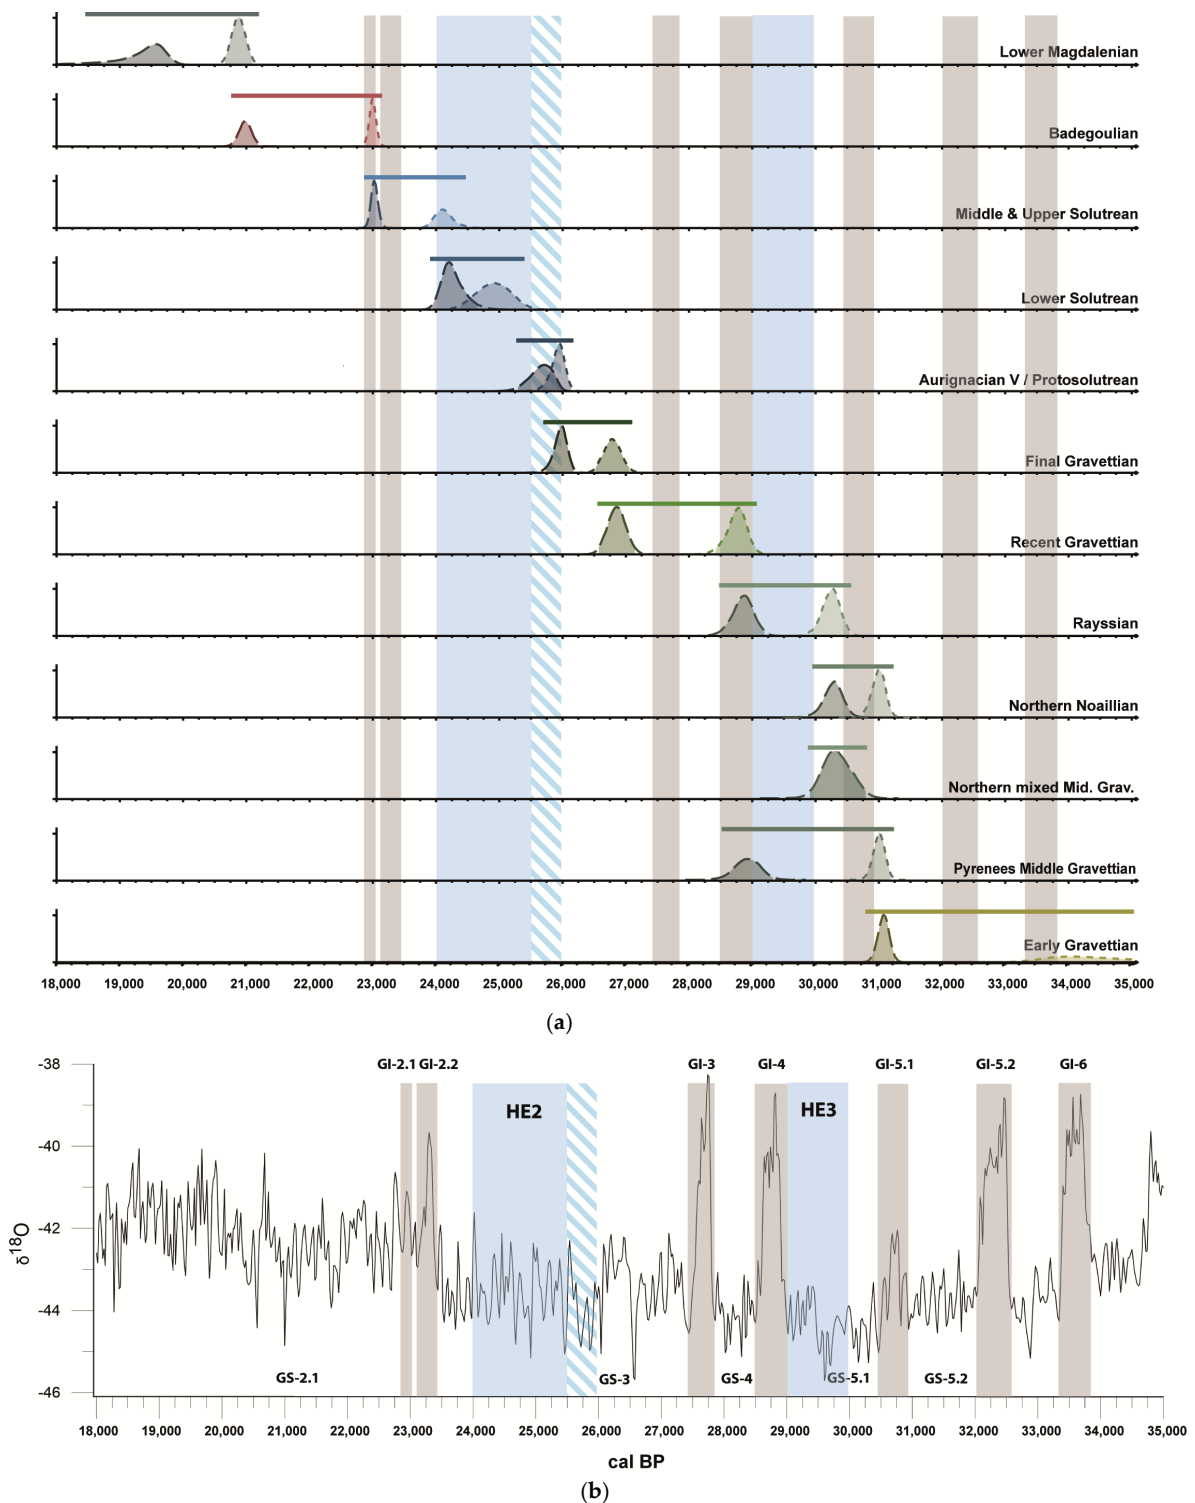 Lower Magdalenian
Badegoulian
Middle & Upper Solutrean
Lower Solutrean
Aurignacian V / Protosolutrean
Final Gravettian
Recent Gravettian
Rayssian
Northern Noaillian
Northern mixed Mid. Grav.
Pyrenees Middle Gravettian
Early Gravettian
18,000 19,000 20,000 21,000 22,000 23,000 24,000 25,000 26,000 27,000 28,000 29,000 30,000 31,000 32,000 33,000 34,000 35,000
(a)
-38 GI-2.1 GI-2.2 GI-3 GI-4 GI-5.1 GI-5.2 GI-6
HE2 HE3
-40
-42
δ18O
-44
-46 GS-2.1 GS-3 GS-4 GS-5.1 GS-5.2
18,000 19,000 20,000 21,000 22,000 23,000 24,000 25,000 26,000 27,000 28,000 29,000 30,000 31,000 32,000 33,000 34,000 35,000
cal BP
(b)